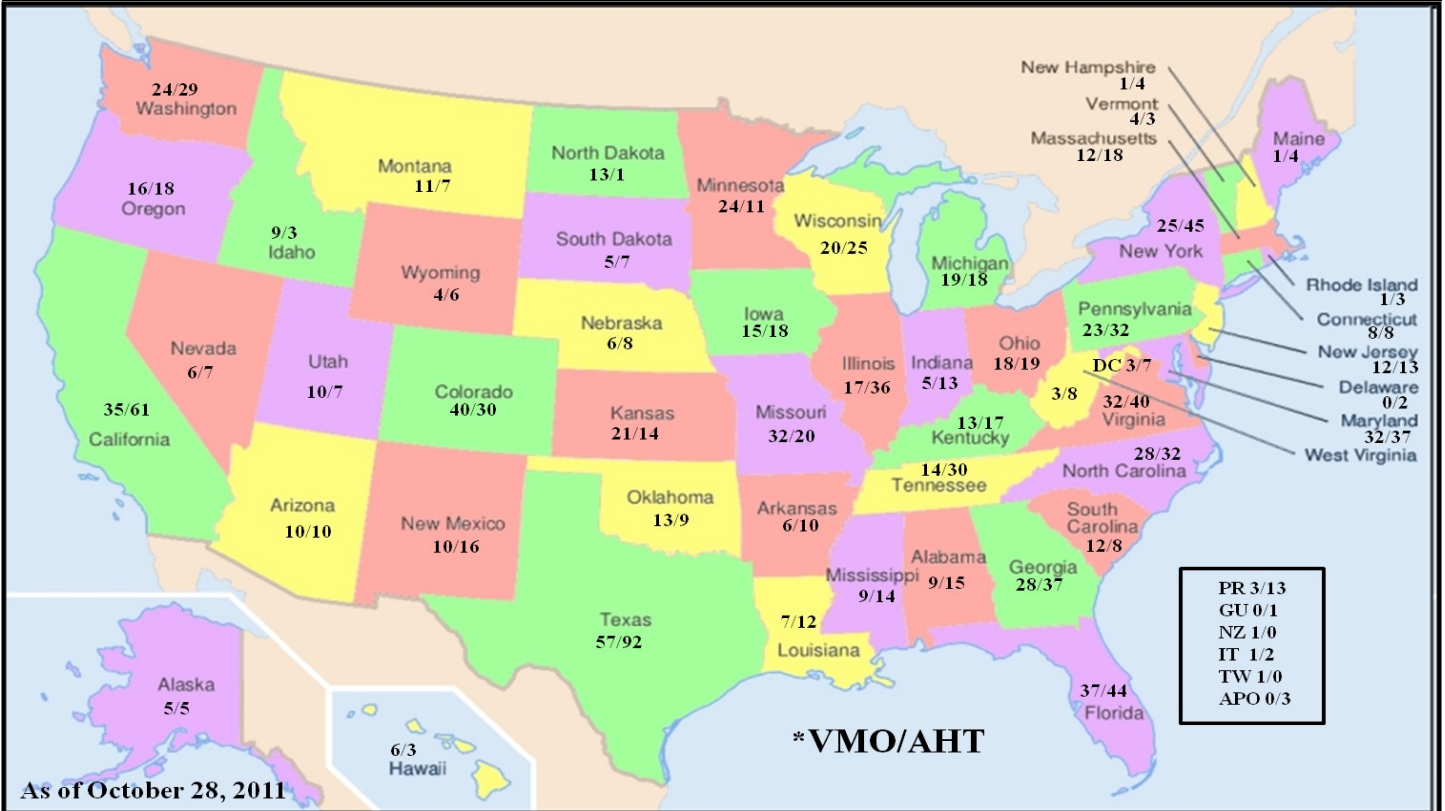 24/29
Washington
16/18
Oregon
9/3
Idaho
Montana
11/7
North Dakota
13/1
Minnesota
24/11
Wisconsin
20/25
Michigan
19/18
New Hampshire
1/4
Vermont
4/3
Massachusetts
12/18
Maine
1/4
25/45
New York
Rhode Island
1/3
Connecticut
8/8
New Jersey
12/13
Delaware
0/2
Maryland
32/37
West Virginia
South Dakota
5/7
Wyoming
4/6
Nebraska
6/8
Iowa
15/18
Illinois
17/36
Indiana
5/13
Ohio
18/19
Pennsylvania
23/32
DC 3/7
3/8
32/40
Virginia
Nevada
6/7
Utah
10/7
Colorado
40/30
Kansas
21/14
Missouri
32/20
13/17
Kentucky
28/32
North Carolina
35/61
California
14/30
Tennessee
Arizona
10/10
New Mexico
10/16
Oklahoma
13/9
Arkansas
6/10
South
Carolina
12/8
Mississippi
9/14
Alabama
9/15
Georgia
28/37
Texas
57/92
7/12
Louisiana
37/44
Florida
Alaska
5/5
6/3
Hawaii
PR 3/13
GU 0/1
NZ 1/0
IT 1/2
TW 1/0
APO 0/3
*VMO/AHT
As of October 28, 2011